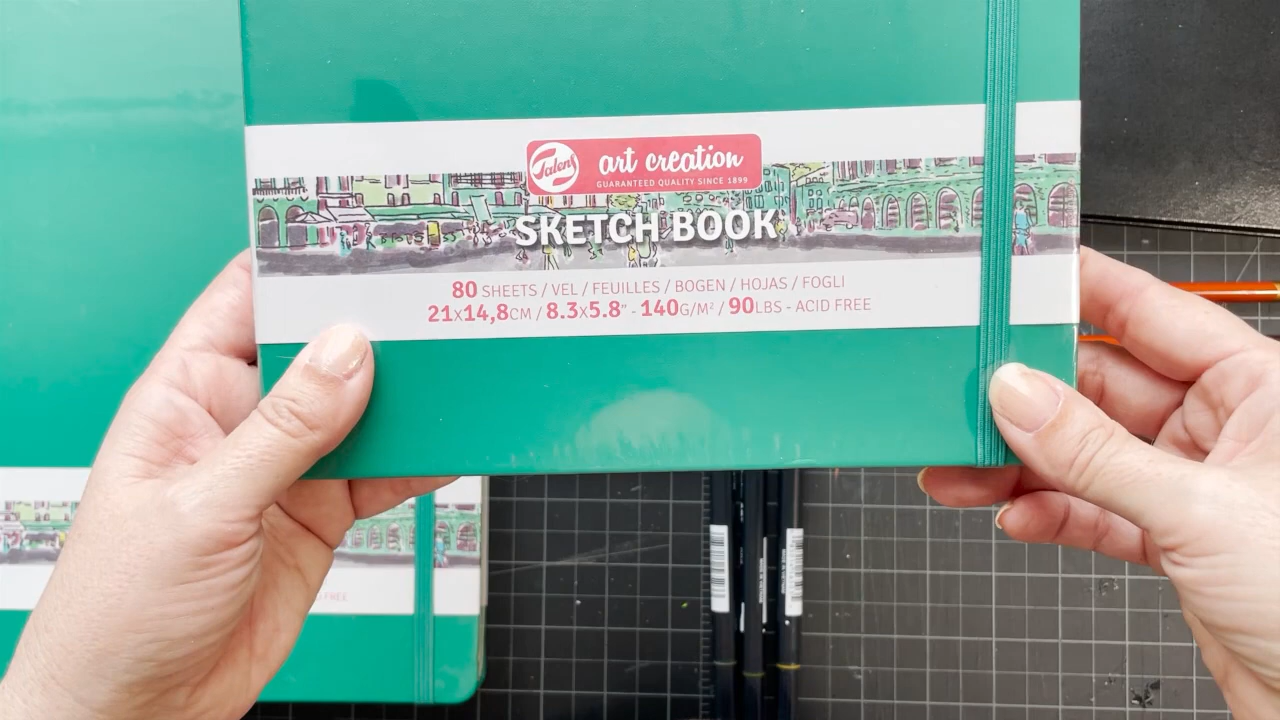 Talens
art creation
GUARANTEED QUALITY SINCE 1899
SKETCH BOOK
80 SHEETS / VEL / FEUILLES / BOGEN / HOJAS / FOGLI
21X14,8CM / 8.3X5.8" - 140G/M² / 90LBS - ACID FREE
FREE